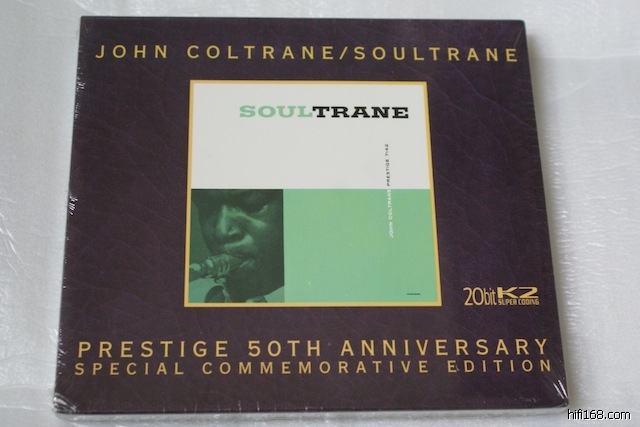 JOHN COLTRANE/SOULTRANE
SOULTRANE
JOHN COLTRANE PRESTIGE 7142
20bit K2
SUPER CODING
PRESTIGE 50TH ANNIVERSARY
SPECIAL COMMEMORATIVE EDITION
hifi168.com